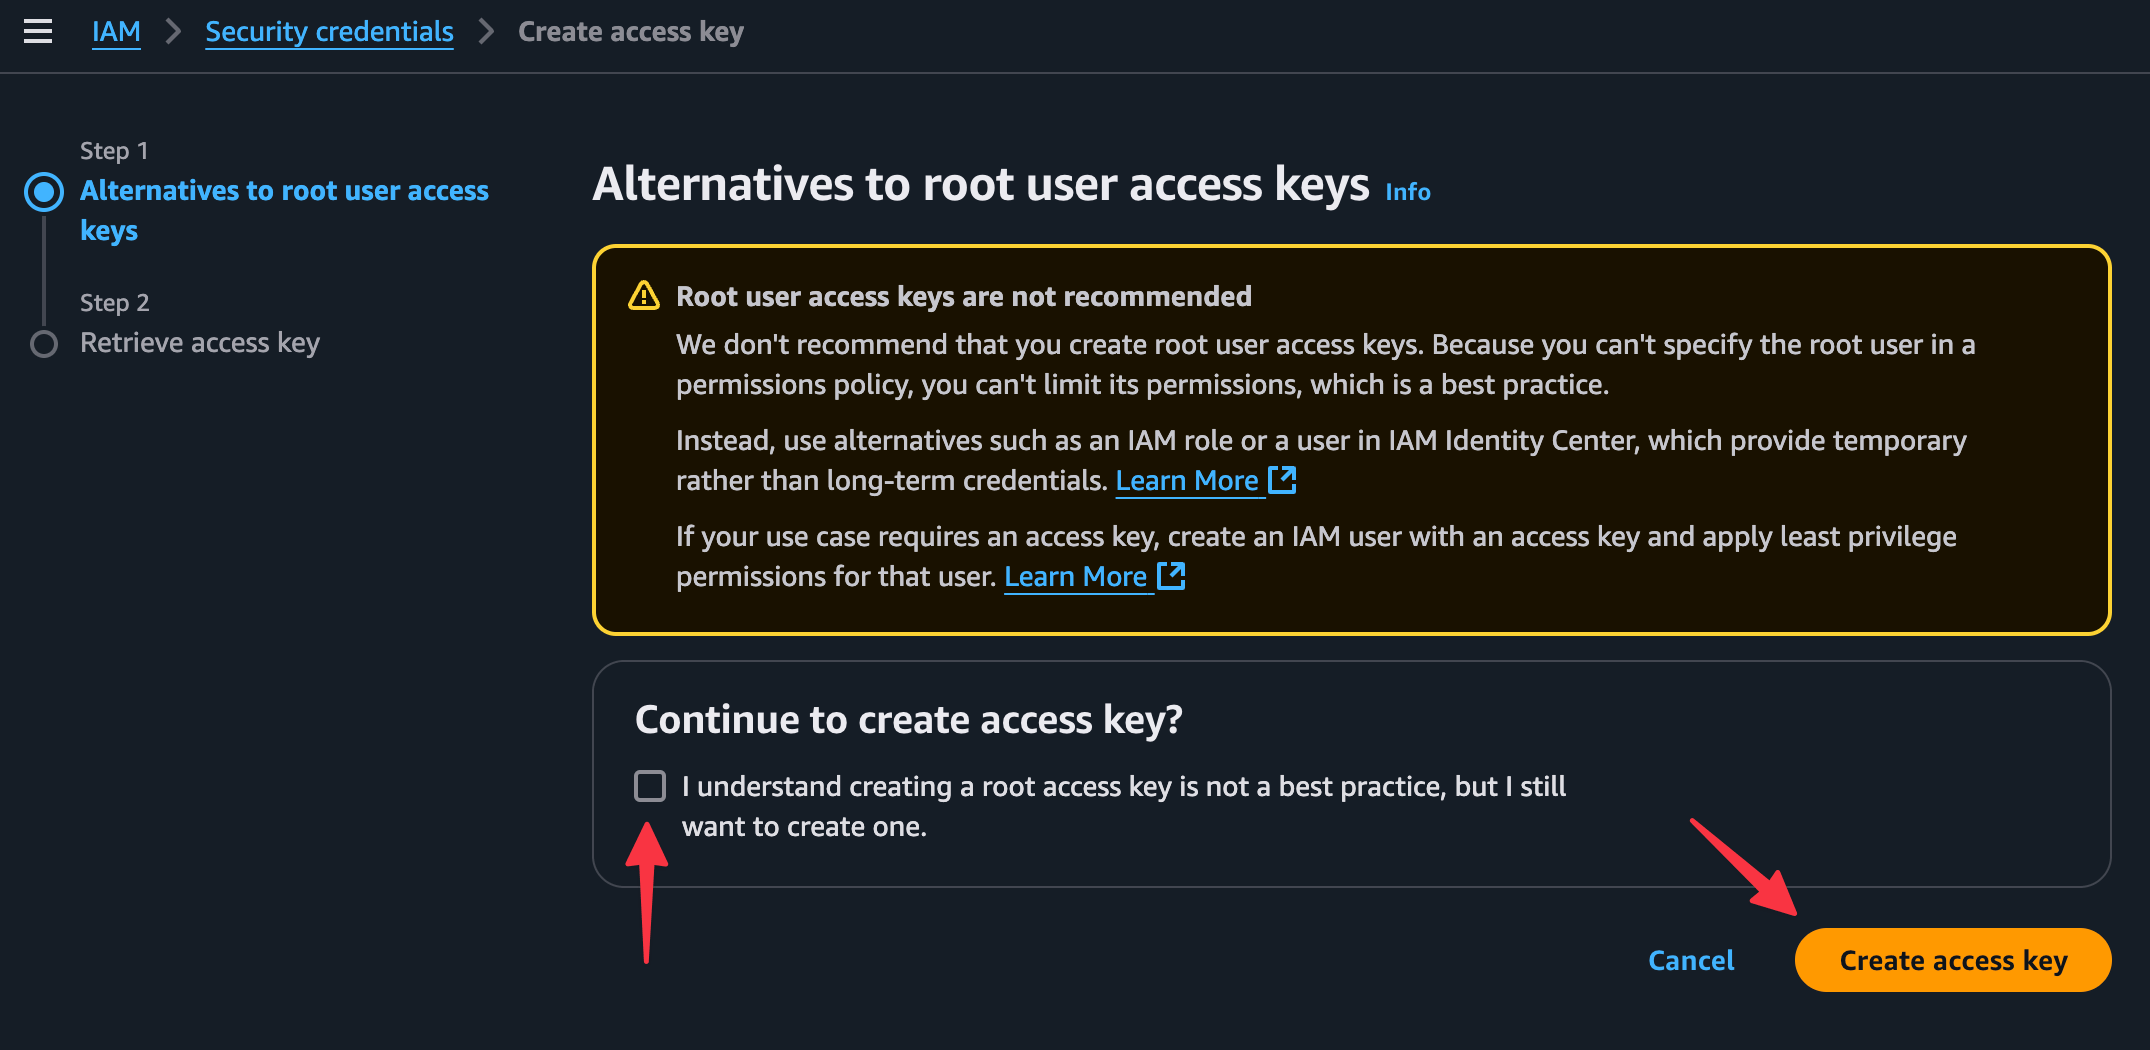 IAM > Security credentials > Create access key
Step 1
Alternatives to root user access
keys
Step 2
Retrieve access key
Alternatives to root user access keys Info
Root user access keys are not recommended
We don't recommend that you create root user access keys. Because you can't specify the root user in a
permissions policy, you can't limit its permissions, which is a best practice.
Instead, use alternatives such as an IAM role or a user in IAM Identity Center, which provide temporary
rather than long-term credentials. Learn More
If your use case requires an access key, create an IAM user with an access key and apply least privilege
permissions for that user. Learn More
Continue to create access key?
I understand creating a root access key is not a best practice, but I still
want to create one.
Cancel Create access key